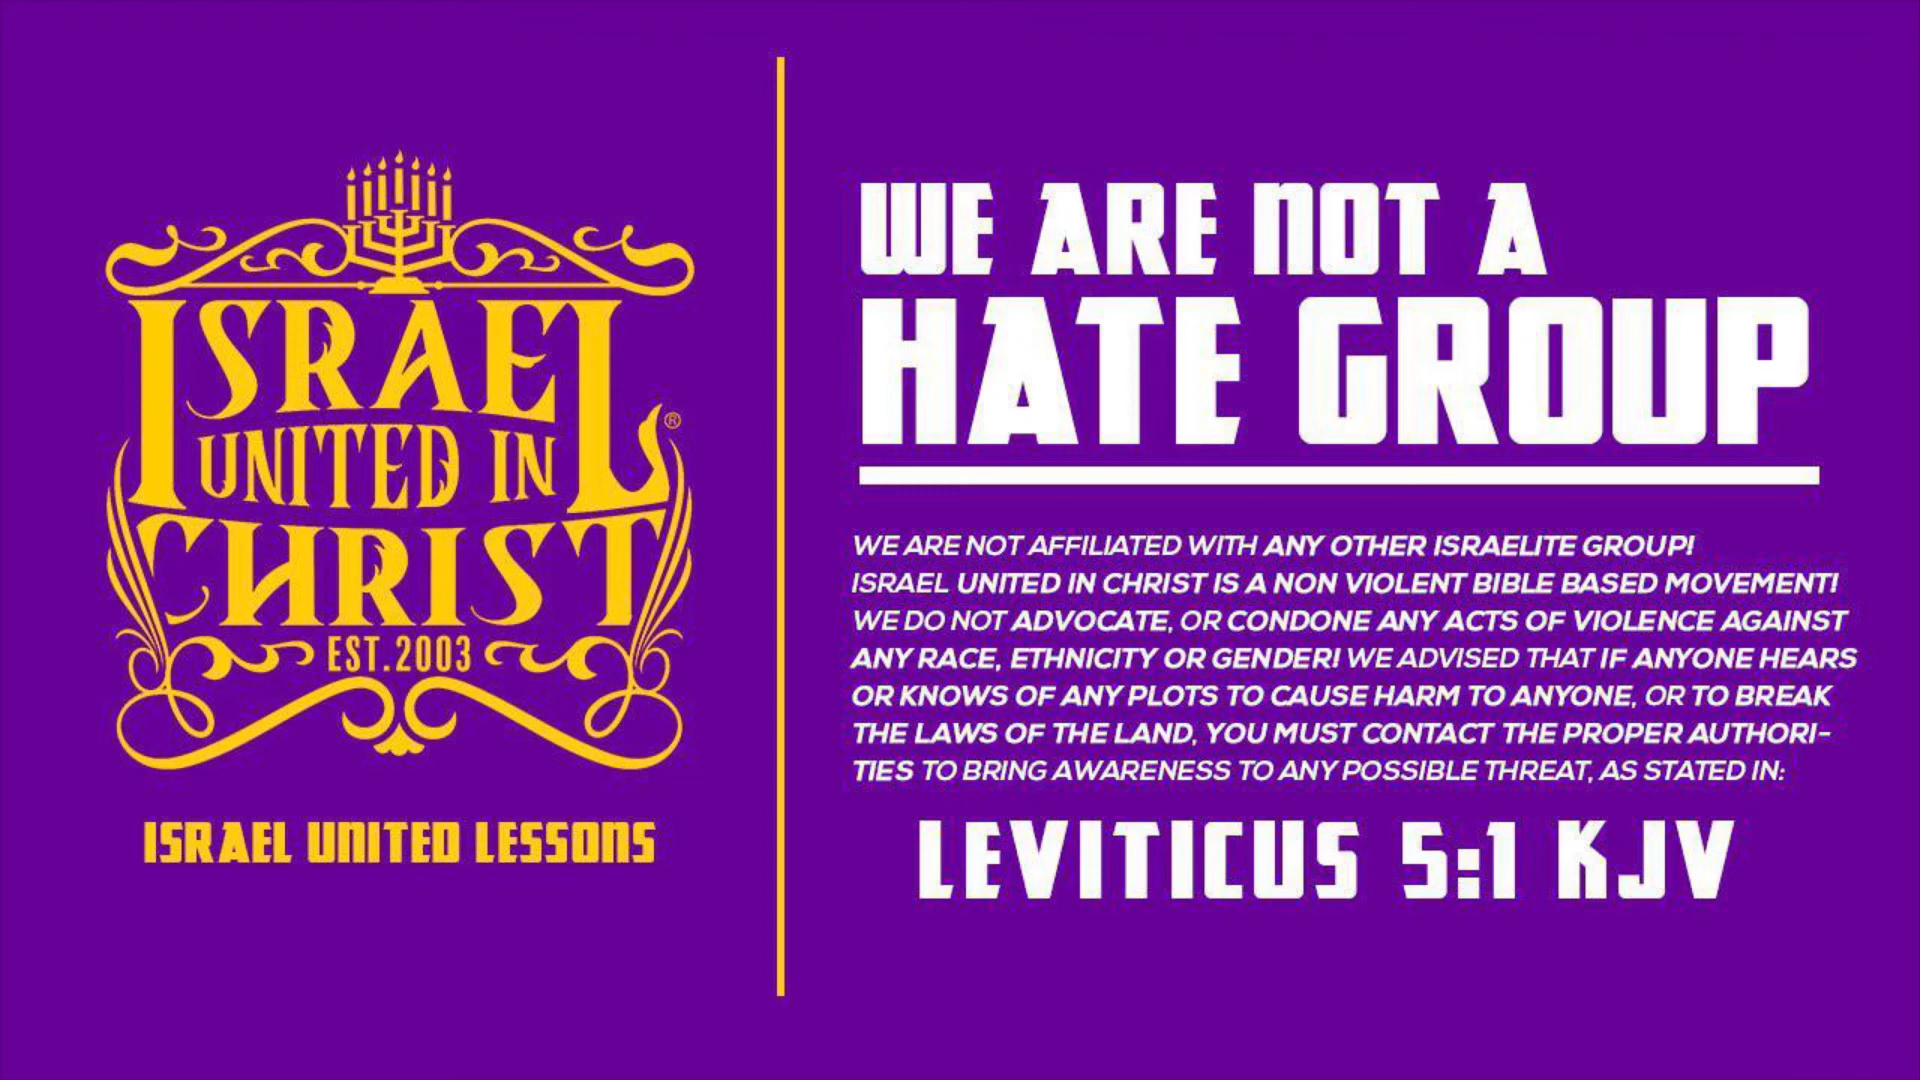 ISRAEL
UNITED IN
CHRIST
®
EST.2003
ISRAEL UNITED LESSONS
WE ARE NOT A
HATE GROUP
WE ARE NOT AFFILIATED WITH ANY OTHER ISRAELITE GROUP!
ISRAEL UNITED IN CHRIST IS A NON VIOLENT BIBLE BASED MOVEMENT!
WE DO NOT ADVOCATE, OR CONDONE ANY ACTS OF VIOLENCE AGAINST
ANY RACE, ETHNICITY OR GENDER! WE ADVISED THAT IF ANYONE HEARS
OR KNOWS OF ANY PLOTS TO CAUSE HARM TO ANYONE, OR TO BREAK
THE LAWS OF THE LAND, YOU MUST CONTACT THE PROPER AUTHORI-
TIES TO BRING AWARENESS TO ANY POSSIBLE THREAT, AS STATED IN:
LEVITICUS 5:1 KJV